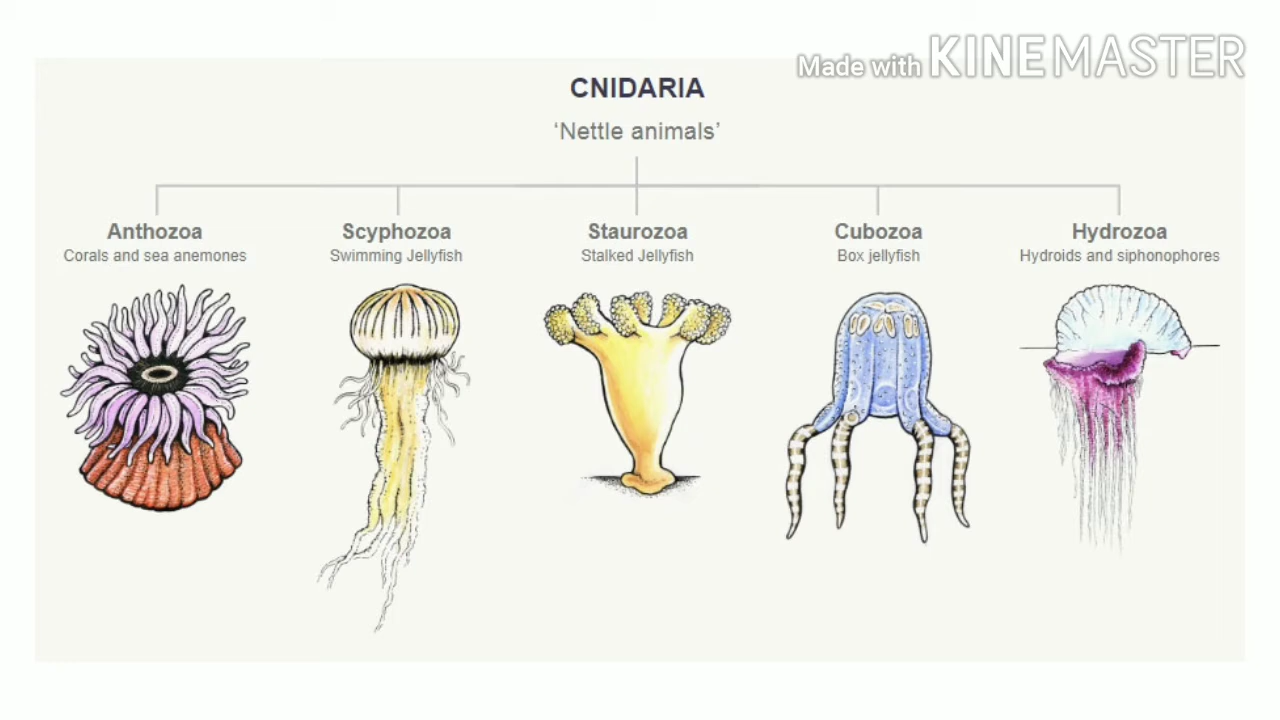 Made with KINEMASTER
CNIDARIA
‘Nettle animals’
Anthozoa
Corals and sea anemones
Scyphozoa
Swimming Jellyfish
Staurozoa
Stalked Jellyfish
Cubozoa
Box jellyfish
Hydrozoa
Hydroids and siphonophores